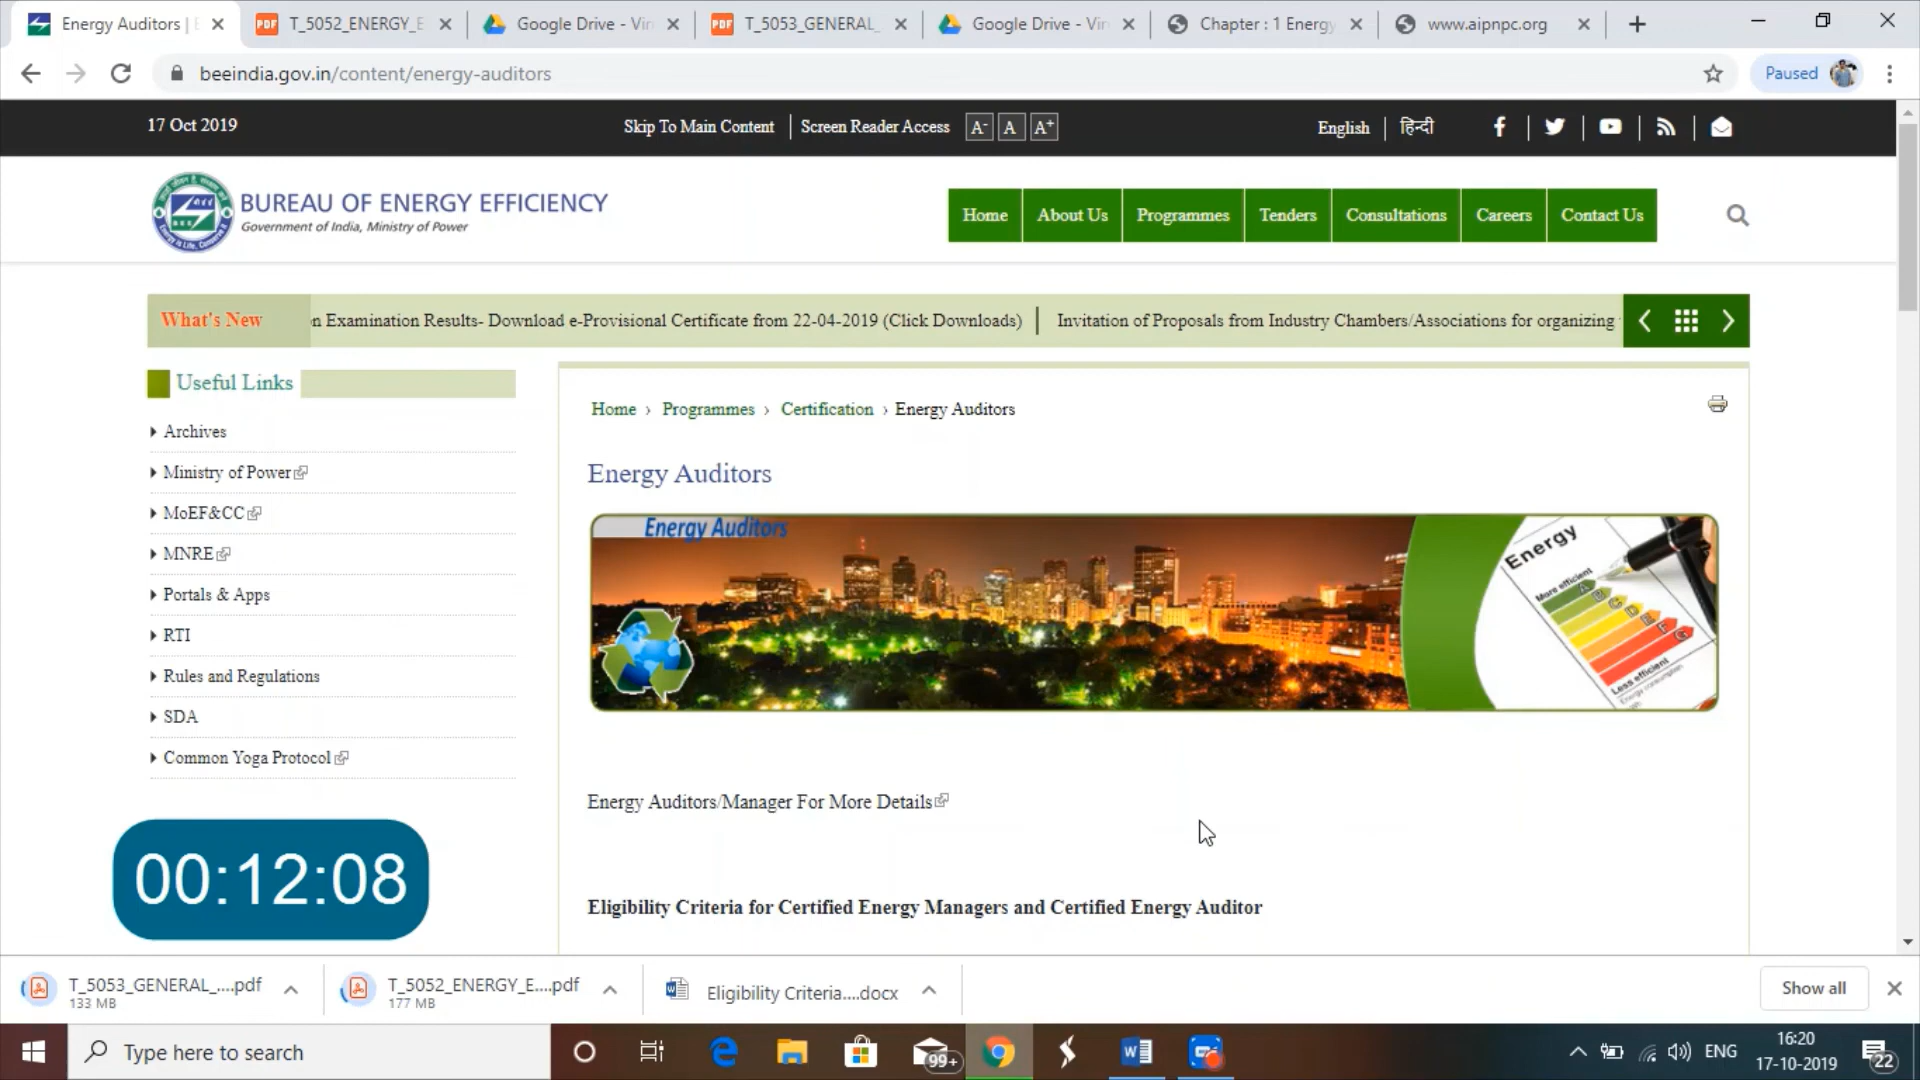 Energy Auditors | E
T_5052_ENERGY_E
Google Drive - Vir
T_5053_GENERAL_
Google Drive - Vir
Chapter : 1 Energy
www.aipnpc.org
beeindia.gov.in/content/energy-auditors
Paused
17 Oct 2019
Skip To Main Content
Screen Reader Access
A-
A
A+
English
हिन्दी
BUREAU OF ENERGY EFFICIENCY
Government of India, Ministry of Power
Home
About Us
Programmes
Tenders
Consultations
Careers
Contact Us
What's New
n Examination Results- Download e-Provisional Certificate from 22-04-2019 (Click Downloads)
Invitation of Proposals from Industry Chambers/Associations for organizing
Useful Links
Archives
Ministry of Power
MoEF&CC
MNRE
Portals & Apps
RTI
Rules and Regulations
SDA
Common Yoga Protocol
Home › Programmes › Certification › Energy Auditors
Energy Auditors
Energy Auditors
Energy
More efficient
A
B
C
D
E
F
G
Less efficient
Energy Auditors/Manager For More Details
Eligibility Criteria for Certified Energy Managers and Certified Energy Auditor
00:12:08
T_5053_GENERAL_....pdf
133 MB
T_5052_ENERGY_E....pdf
177 MB
Eligibility Criteria....docx
Show all
Type here to search
99+
ENG
16:20
17-10-2019
22